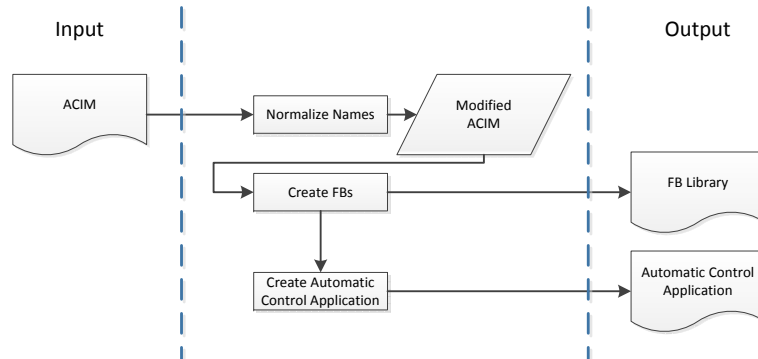 Input
Output
ACIM
Normalize Names
Modified
ACIM
Create FBs
FB Library
Create Automatic
Control Application
Automatic Control
Application